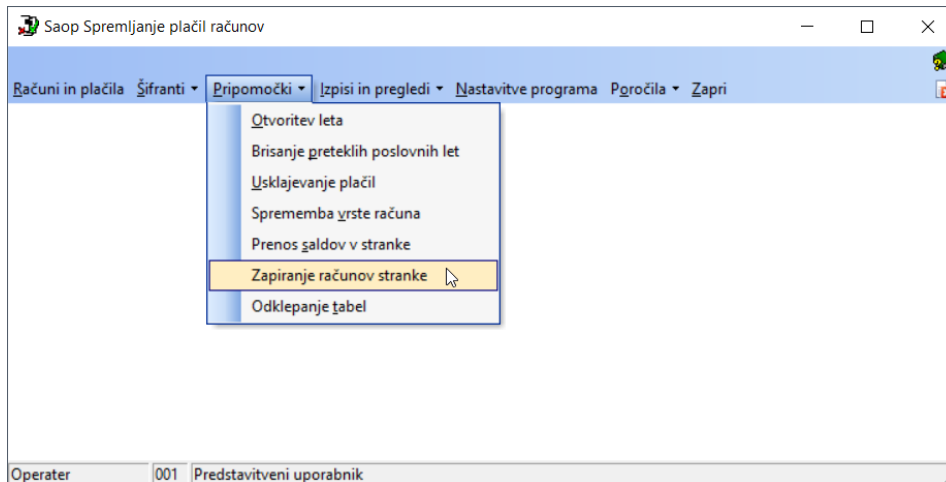 Saop Spremljanje plačil računov
Računi in plačila Šifranti Pripomočki Izpisi in pregledi Nastavitve programa Poročila Zapri
Otvoritev leta
Brisanje preteklih poslovnih let
Usklajevanje plačil
Sprememba vrste računa
Prenos saldov v stranke
Zapiranje računov stranke
Odklepanje tabel
Operater 001 Predstavitveni uporabnik